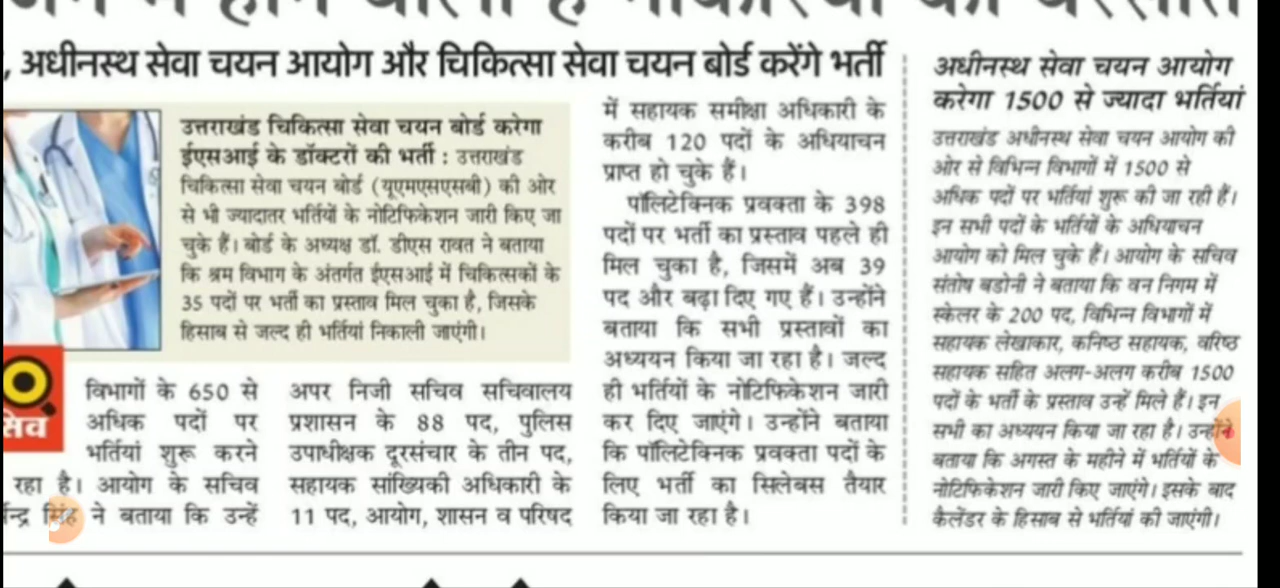 , अधीनस्थ सेवा चयन आयोग और चिकित्सा सेवा चयन बोर्ड करेंगे भर्ती
उत्तराखंड चिकित्सा सेवा चयन बोर्ड करेगा
ईएसआई के डॉक्टरों की भर्ती : उत्तराखंड
चिकित्सा सेवा चयन बोर्ड (यूएमएसएसबी) की ओर
से भी ज्यादातर भर्तियों के नोटिफिकेशन जारी किए जा
चुके हैं। बोर्ड के अध्यक्ष डॉ. डीएस रावत ने बताया
कि श्रम विभाग के अंतर्गत ईएसआई में चिकित्सकों के
35 पदों पर भर्ती का प्रस्ताव मिल चुका है, जिसके
हिसाब से जल्द ही भर्तियां निकाली जाएंगी।
विभागों के 650 से
अधिक पदों पर
भर्तियां शुरू करने
रहा है। आयोग के सचिव
सिंह ने बताया कि उन्हें
अपर निजी सचिव सचिवालय
प्रशासन के 88 पद, पुलिस
उपाधीक्षक दूरसंचार के तीन पद,
सहायक सांख्यिकी अधिकारी के
11 पद, आयोग, शासन व परिषद
में सहायक समीक्षा अधिकारी के
करीब 120 पदों के अधियाचन
प्राप्त हो चुके हैं।
पॉलिटेक्निक प्रवक्ता के 398
पदों पर भर्ती का प्रस्ताव पहले ही
मिल चुका है, जिसमें अब 39
पद और बढ़ा दिए गए हैं। उन्होंने
बताया कि सभी प्रस्तावों का
अध्ययन किया जा रहा है। जल्द
ही भर्तियों के नोटिफिकेशन जारी
कर दिए जाएंगे। उन्होंने बताया
कि पॉलिटेक्निक प्रवक्ता पदों के
लिए भर्ती का सिलेबस तैयार
किया जा रहा है।
अधीनस्थ सेवा चयन आयोग
करेगा 1500 से ज्यादा भर्तियां
उत्तराखंड अधीनस्थ सेवा चयन आयोग की
ओर से विभिन्न विभागों में 1500 से
अधिक पदों पर भर्तियां शुरू की जा रही हैं।
इन सभी पदों के भर्तियों के अधियाचन
आयोग को मिल चुके हैं। आयोग के सचिव
संतोष बडोनी ने बताया कि वन निगम में
स्केलर के 200 पद, विभिन्न विभागों में
सहायक लेखाकार, कनिष्ठ सहायक, वरिष्ठ
सहायक सहित अलग-अलग करीब 1500
पदों के भर्ती के प्रस्ताव उन्हें मिले हैं। इन
सभी का अध्ययन किया जा रहा है। उन्होंने
बताया कि अगस्त के महीने में भर्तियों के
नोटिफिकेशन जारी किए जाएंगे। इसके बाद
कैलेंडर के हिसाब से भर्तियां की जाएंगी।